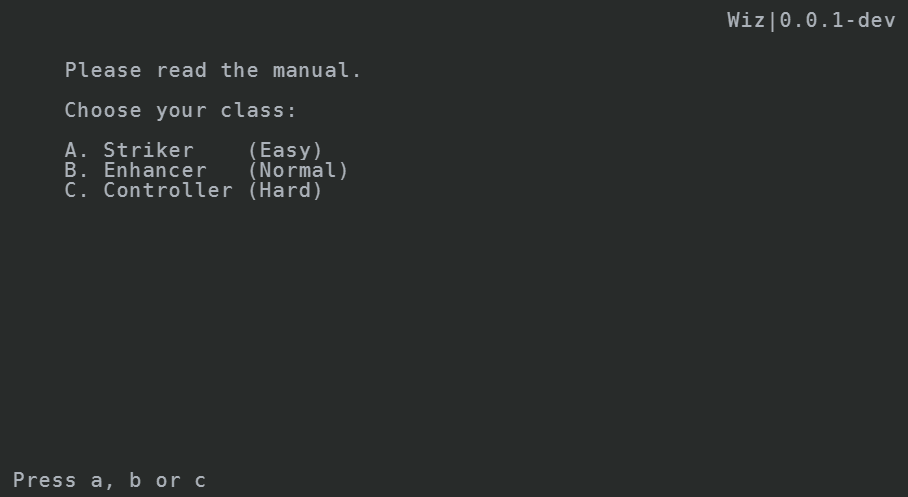 Wiz|0.0.1-dev
Please read the manual.
Choose your class:
A. Striker    (Easy)
B. Enhancer   (Normal)
C. Controller (Hard)
Press a, b or c